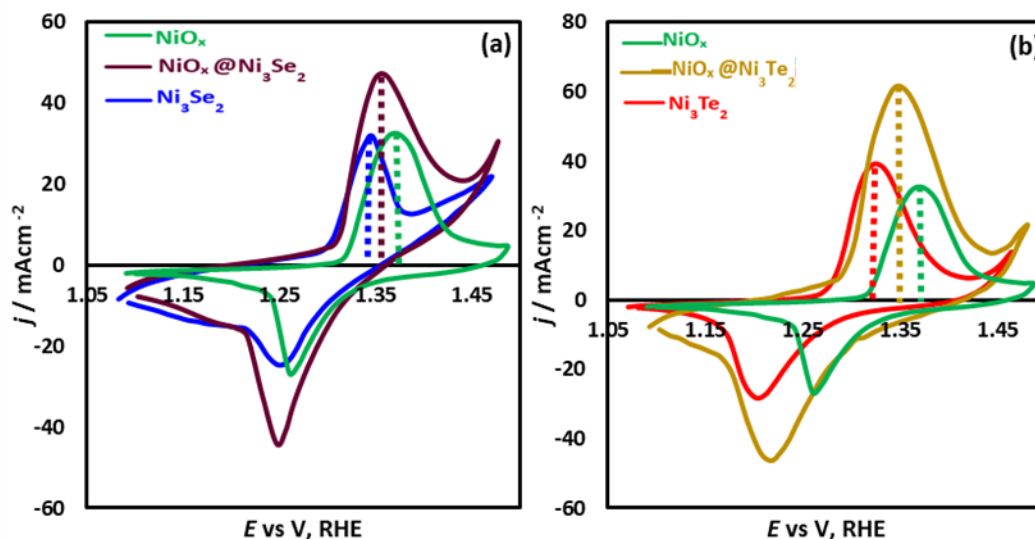 (a)
NiOₓ
NiOₓ@Ni₃Se₂
Ni₃Se₂
60
40
20
0
-20
-40
-60
1.05
1.15
1.25
1.35
1.45
j / mAcm⁻²
E vs V, RHE
(b)
NiOₓ
NiOₓ@Ni₃Te₂
Ni₃Te₂
80
60
40
20
0
-20
-40
-60
1.05
1.15
1.25
1.35
1.45
j / mAcm⁻²
E vs V, RHE